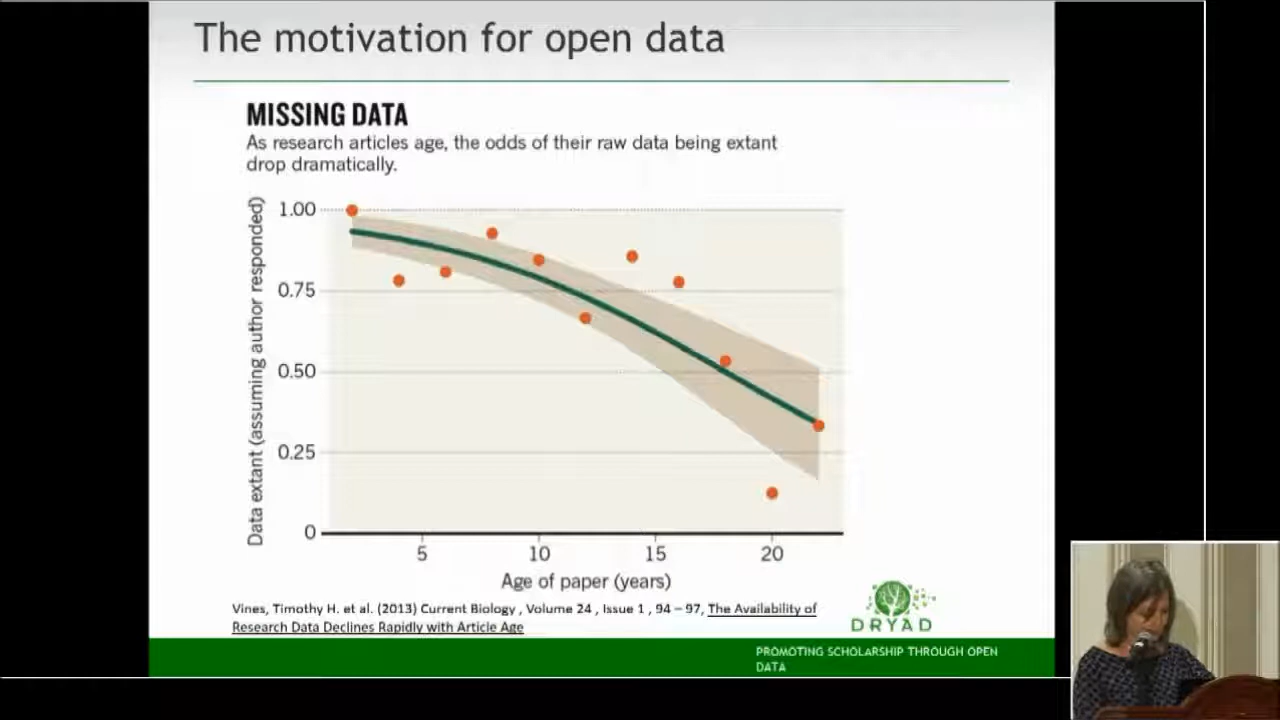 The motivation for open data
MISSING DATA
As research articles age, the odds of their raw data being extant
drop dramatically.
Data extant (assuming author responded)
1.00
0.75
0.50
0.25
0
5
10
15
20
Age of paper (years)
Vines, Timothy H. et al. (2013) Current Biology , Volume 24 , Issue 1 , 94 – 97, The Availability of
Research Data Declines Rapidly with Article Age
DRYAD
PROMOTING SCHOLARSHIP THROUGH OPEN
DATA